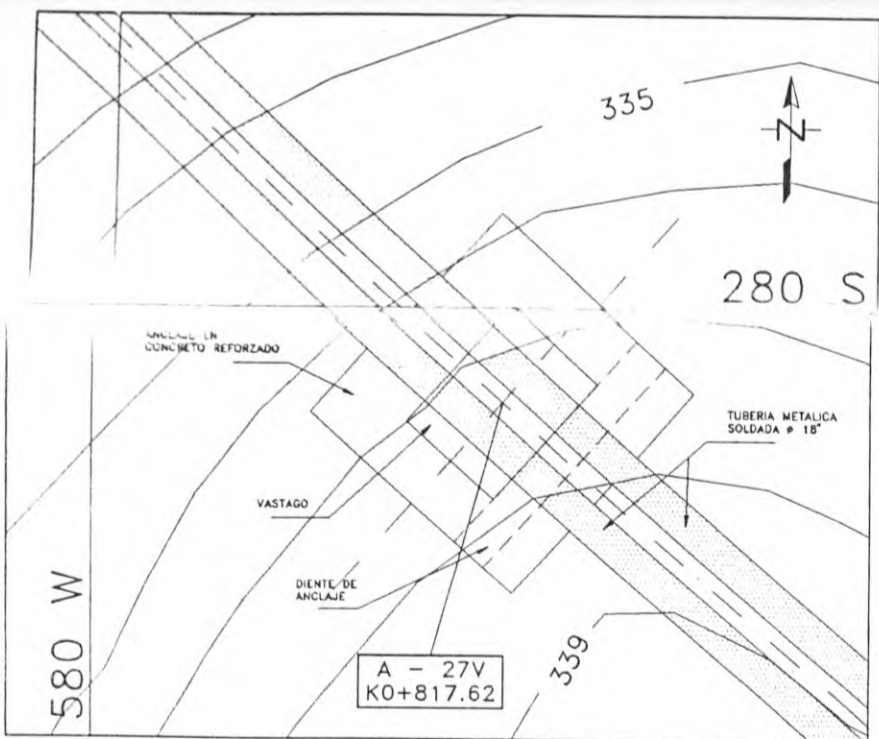 335
N
280 S
CONCRETO REFORZADO
TUBERIA METALICA
SOLDADA ø 18"
VASTAGO
DIENTE DE
ANCLAJE
580 W
A - 27V
K0+817.62
339